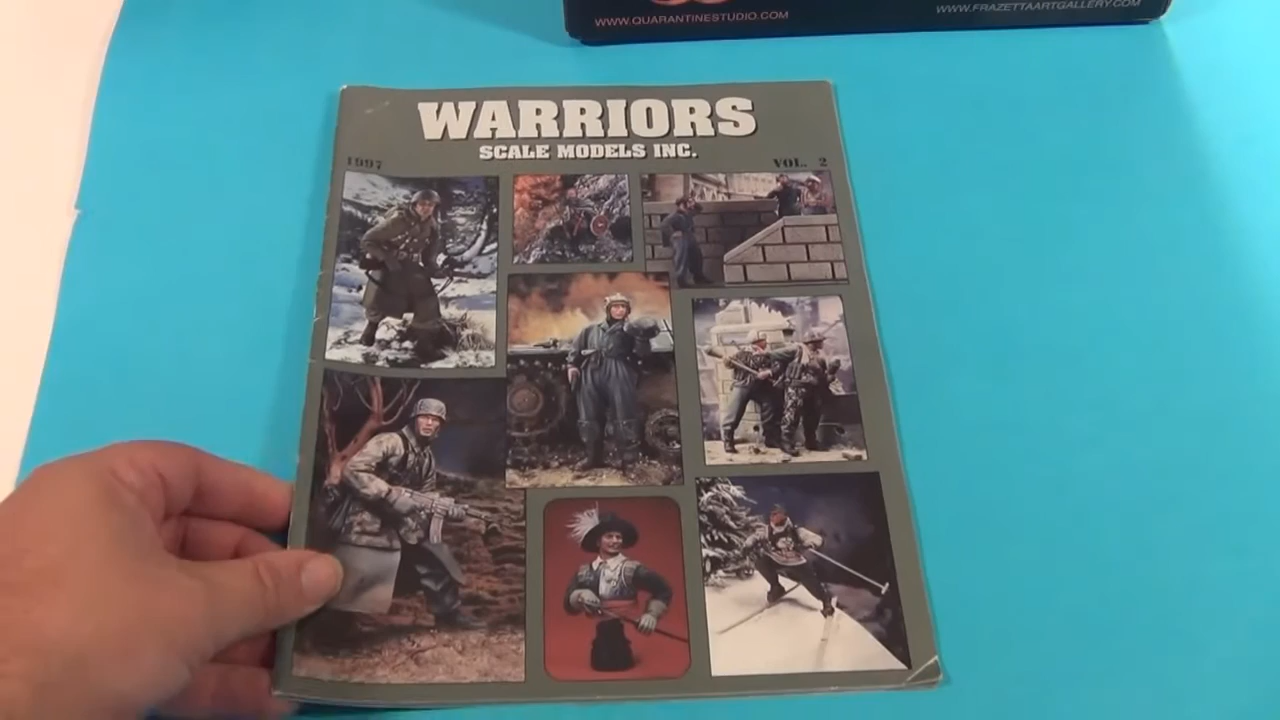 WWW.QUARANTINESTUDIO.COM
WWW.FRAZETTAARTGALLERY.COM
WARRIORS
SCALE MODELS INC.
1997
VOL. 2